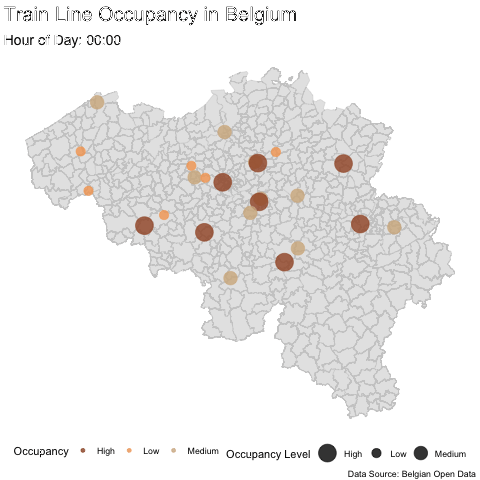 Train Line Occupancy in Belgium
Hour of Day: 00:00
Occupancy High Low Medium Occupancy Level High Low Medium
Data Source: Belgian Open Data